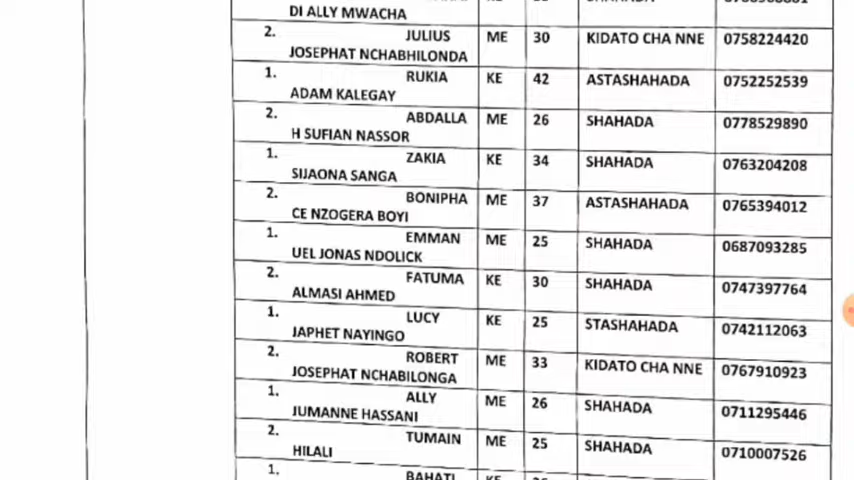 DI ALLY MWACHA
2. JULIUS ME 30 KIDATO CHA NNE 0758224420
JOSEPHAT NCHABHILONDA
1. RUKIA KE 42 ASTASHAHADA 0752252539
ADAM KALEGAY
2. ABDALLA ME 26 SHAHADA 0778529890
H SUFIAN NASSOR
1. ZAKIA KE 34 SHAHADA 0763204208
SIJAONA SANGA
2. BONIPHA ME 37 ASTASHAHADA 0765394012
CE NZOGERA BOYI
1. EMMAN ME 25 SHAHADA 0687093285
UEL JONAS NDOLICK
2. FATUMA KE 30 SHAHADA 0747397764
ALMASI AHMED
1. LUCY KE 25 STASHAHADA 0742112063
JAPHET NAYINGO
2. ROBERT ME 33 KIDATO CHA NNE 0767910923
JOSEPHAT NCHABILONGA
1. ALLY ME 26 SHAHADA 0711295446
JUMANNE HASSANI
2. TUMAIN ME 25 SHAHADA 0710007526
HILALI
1. BAHATI KE